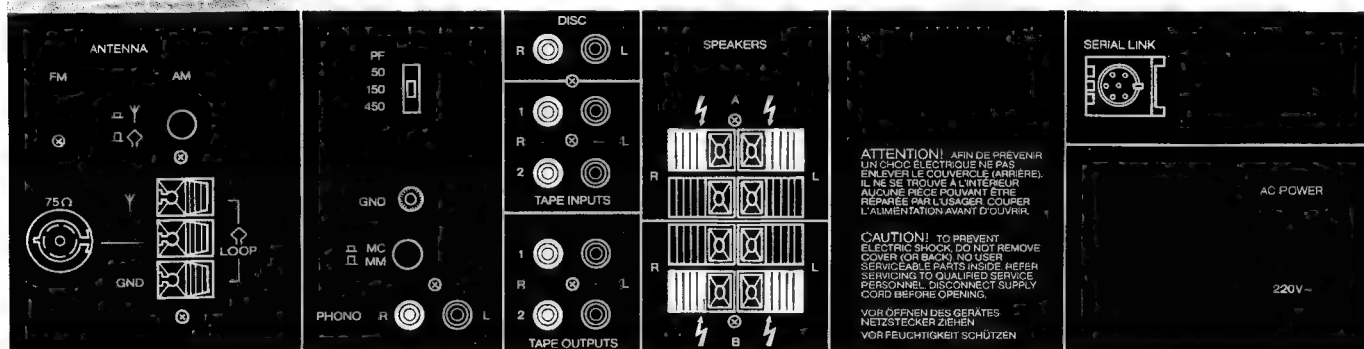 ANTENNA
FM AM
75Ω
LOOP
GND
PF
50
150
450
GND
MC
MM
PHONO R L
DISC
R L
1
R L
2
TAPE INPUTS
1
R L
2
TAPE OUTPUTS
SPEAKERS
A
R L
R L
B
ATTENTION! AFIN DE PRÉVENIR
UN CHOC ÉLECTRIQUE NE PAS
ENLEVER LE COUVERCLE (ARRIÈRE).
IL NE SE TROUVE À L'INTÉRIEUR
AUCUNE PIÈCE POUVANT ÊTRE
RÉPARÉE PAR L'USAGER. COUPER
L'ALIMENTATION AVANT D'OUVRIR.
CAUTION! TO PREVENT
ELECTRIC SHOCK, DO NOT REMOVE
COVER (OR BACK). NO USER
SERVICEABLE PARTS INSIDE. REFER
SERVICING TO QUALIFIED SERVICE
PERSONNEL. DISCONNECT SUPPLY
CORD BEFORE OPENING.
VOR ÖFFNEN DES GERÄTES
NETZSTECKER ZIEHEN
VOR FEUCHTIGKEIT SCHÜTZEN
SERIAL LINK
AC POWER
220V~